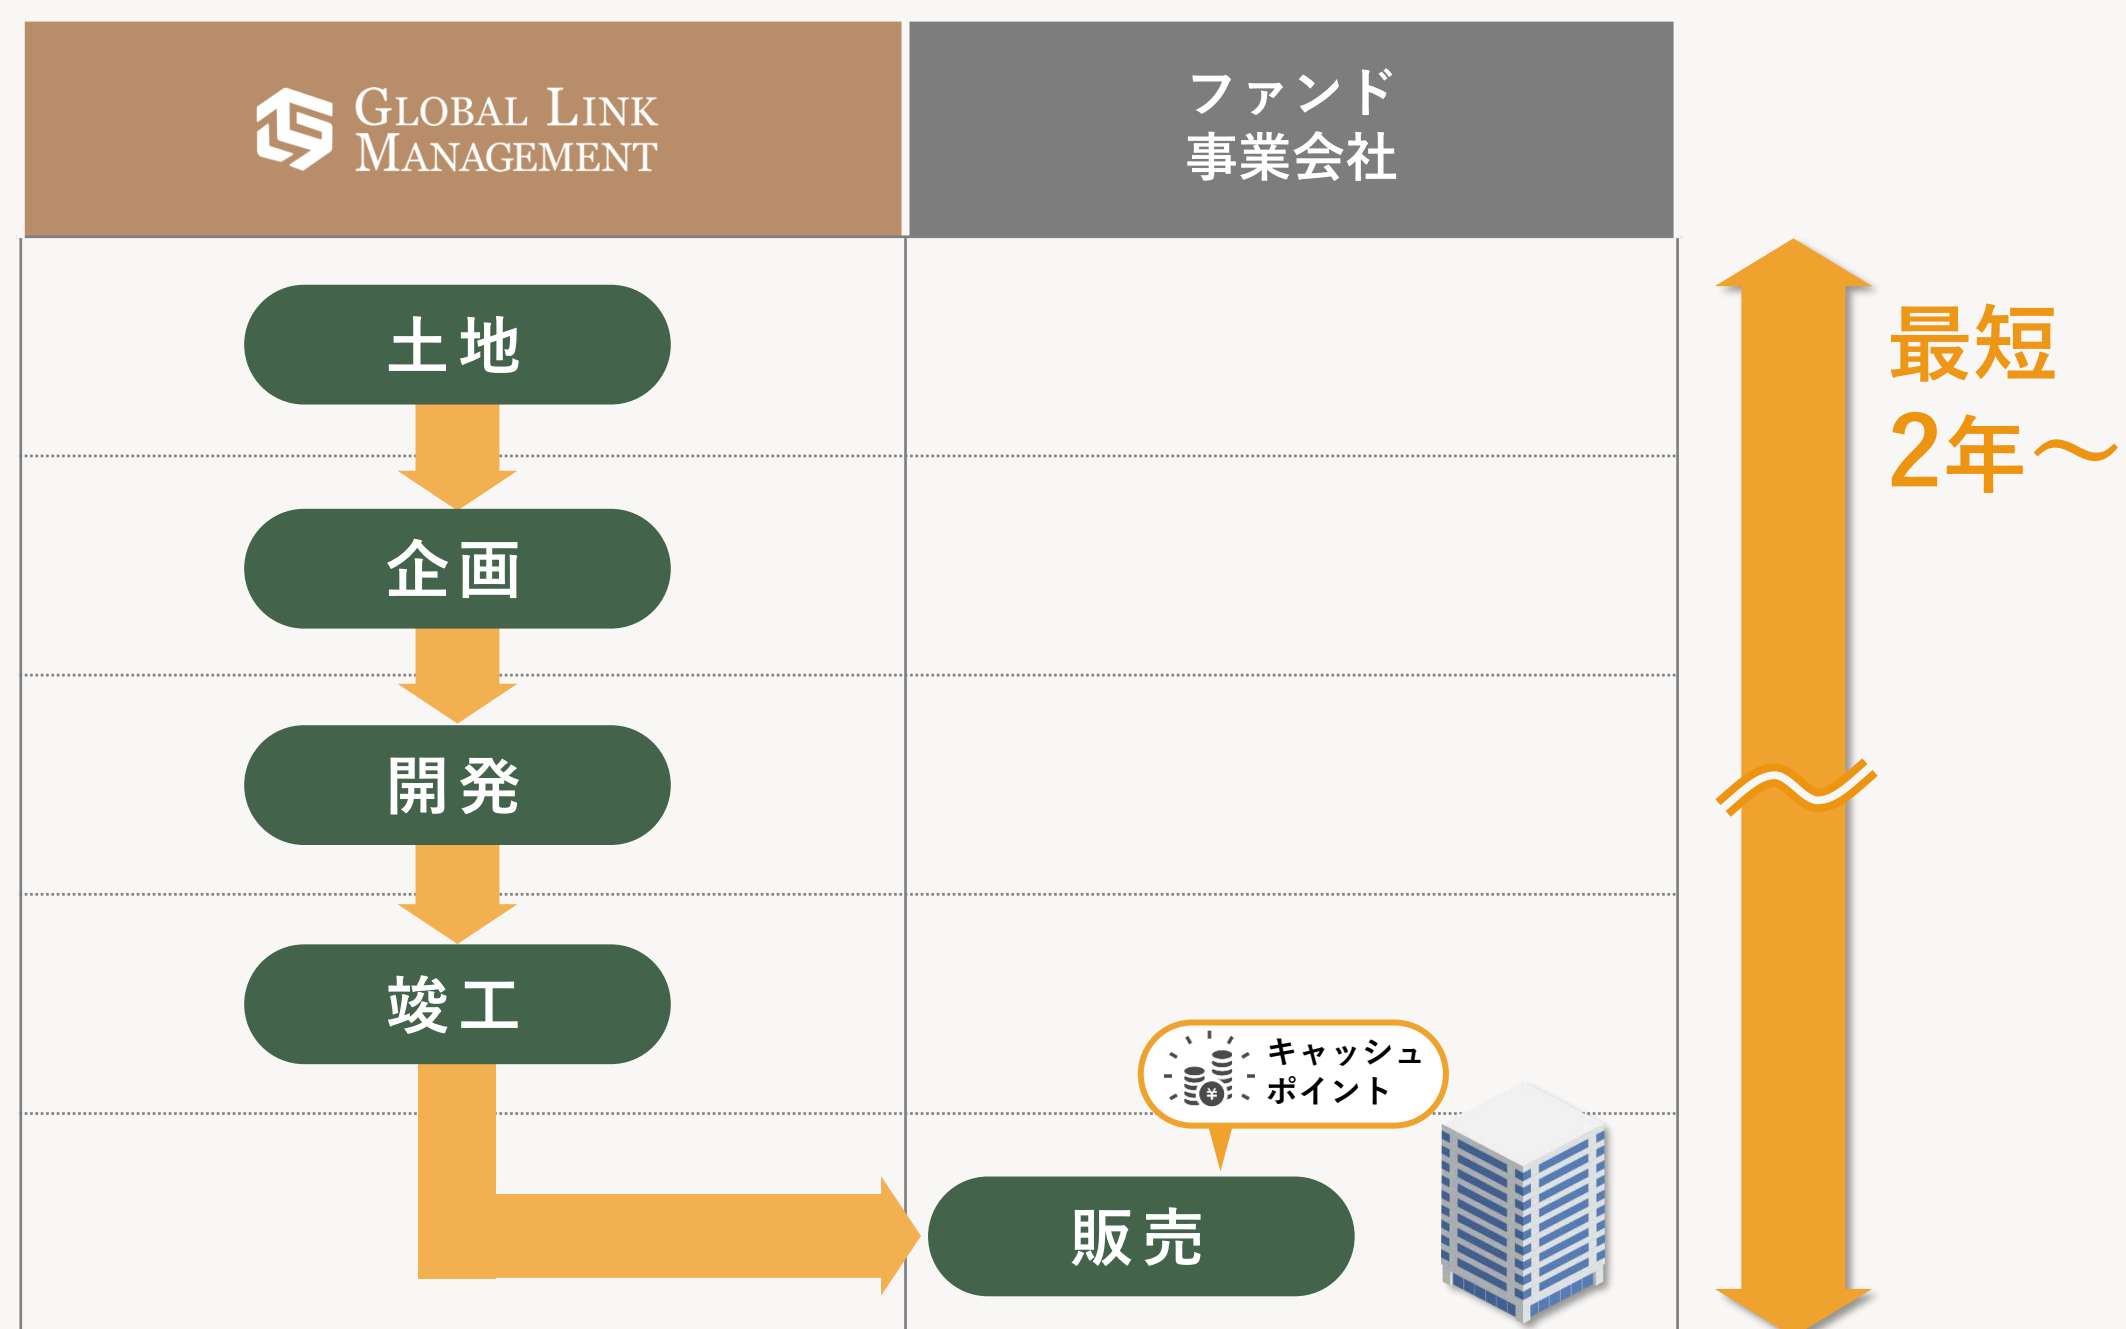 GLOBAL LINK
MANAGEMENT
ファンド
事業会社
土地
最短
2年～
企画
開発
竣工
キャッシュ
ポイント
¥
販売